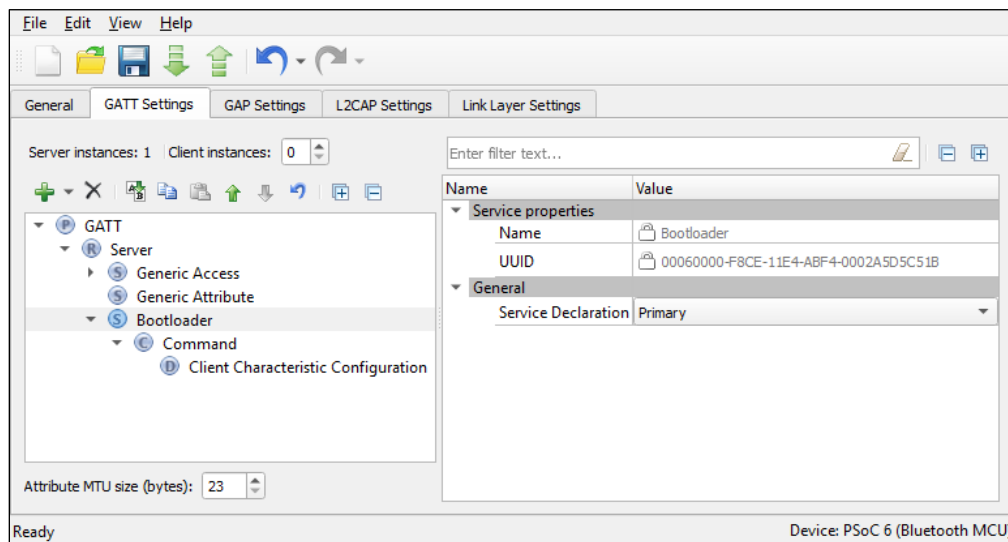 File Edit View Help
General GATT Settings GAP Settings L2CAP Settings Link Layer Settings
Server instances: 1 Client instances: 0
Enter filter text...
A B
Name Value
P GATT
R Server
S Generic Access
S Generic Attribute
S Bootloader
C Command
D Client Characteristic Configuration
Service properties
Name Bootloader
UUID 00060000-F8CE-11E4-ABF4-0002A5D5C51B
General
Service Declaration Primary
Attribute MTU size (bytes): 23
Ready Device: PSoC 6 (Bluetooth MCU